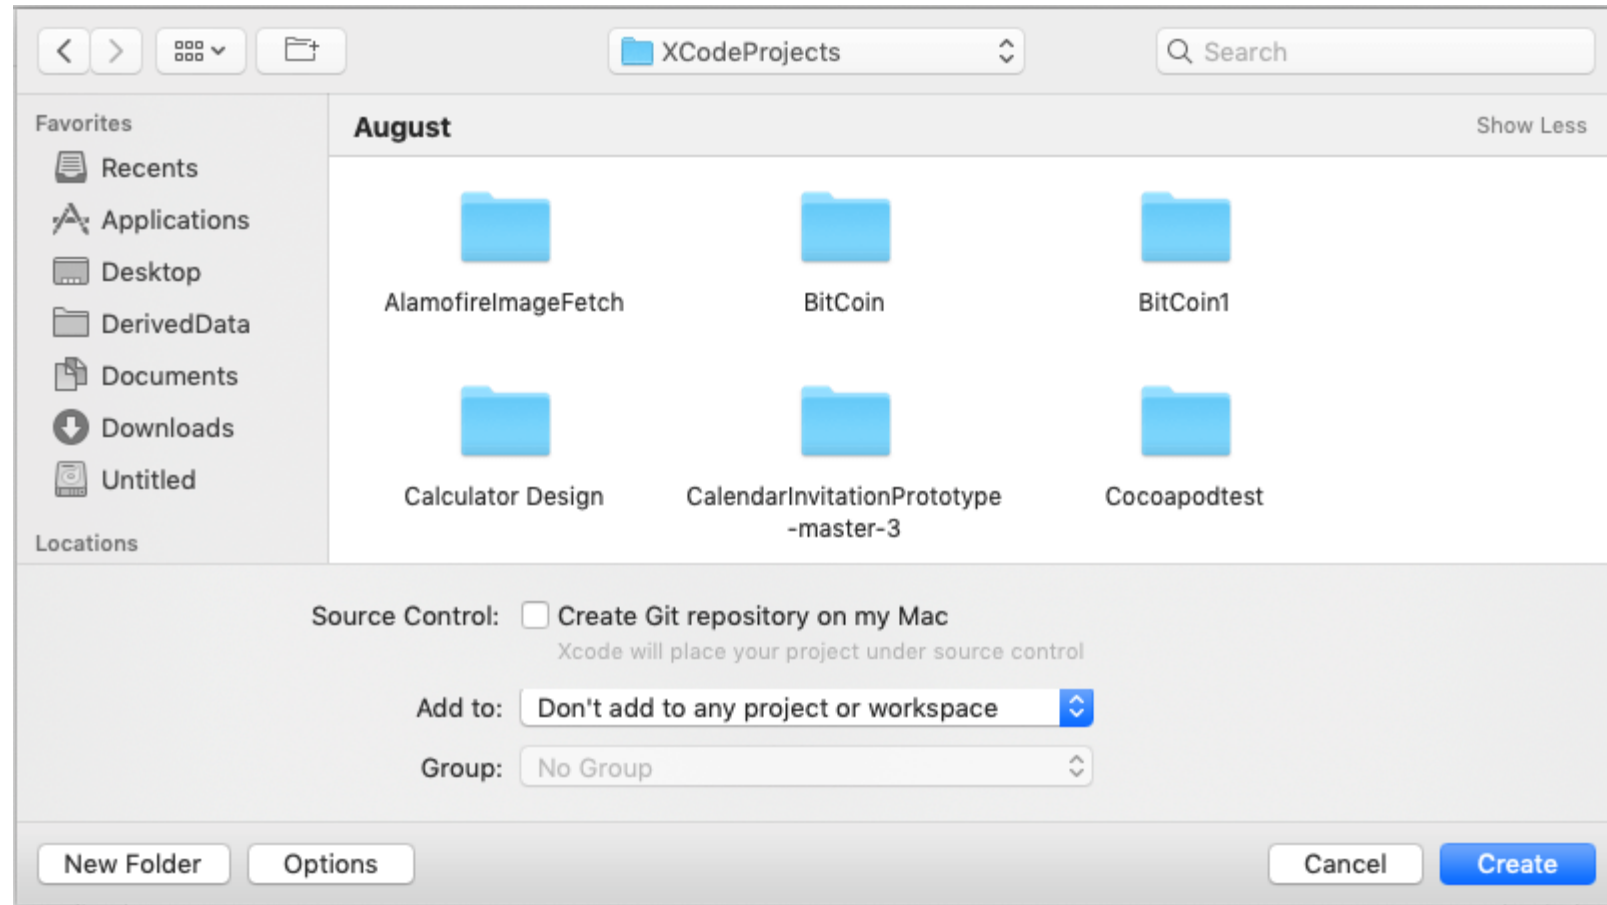 XCodeProjects
Search
Favorites
Recents
Applications
Desktop
DerivedData
Documents
Downloads
Untitled
Locations
August
Show Less
AlamofireImageFetch
BitCoin
BitCoin1
Calculator Design
CalendarInvitationPrototype
-master-3
Cocoapodtest
Source Control: Create Git repository on my Mac
Xcode will place your project under source control
Add to: Don't add to any project or workspace
Group: No Group
New Folder
Options
Cancel
Create